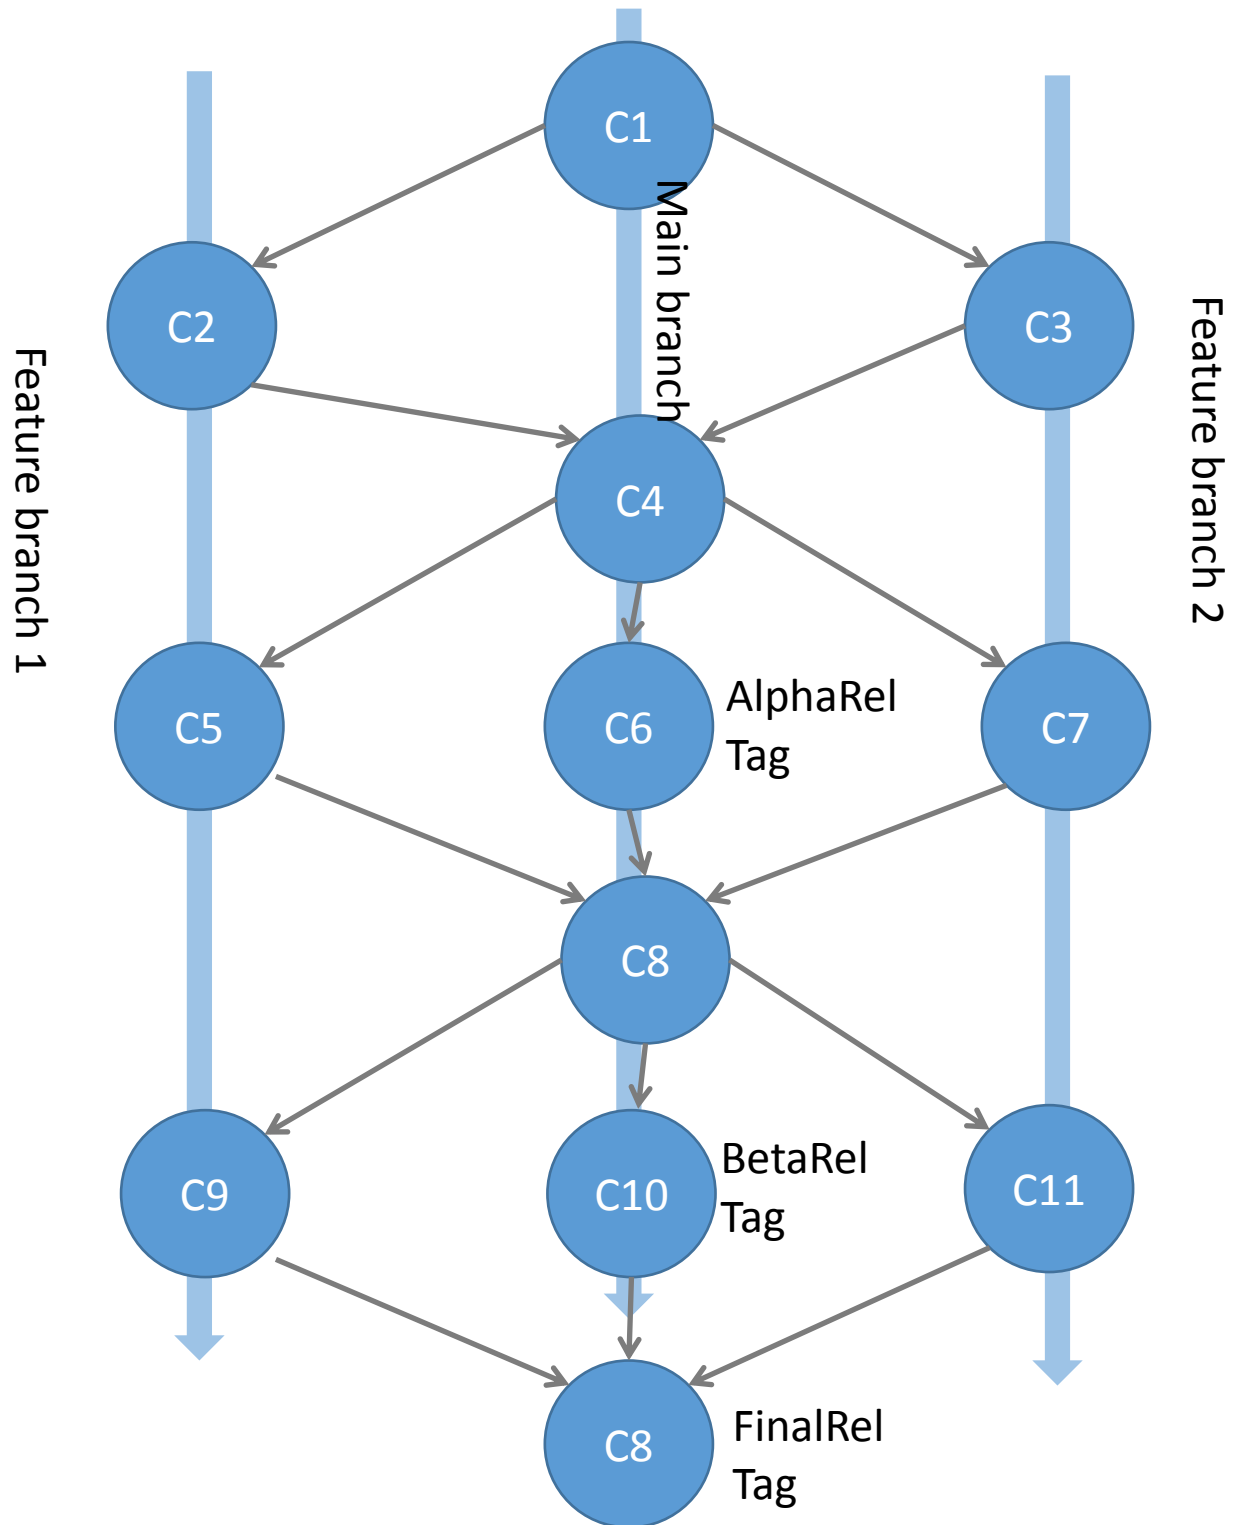 C1
Main branch
C2
C3
Feature branch 1
Feature branch 2
C4
C5
C6
AlphaRel
Tag
C7
C8
C9
C10
BetaRel
Tag
C11
C8
FinalRel
Tag